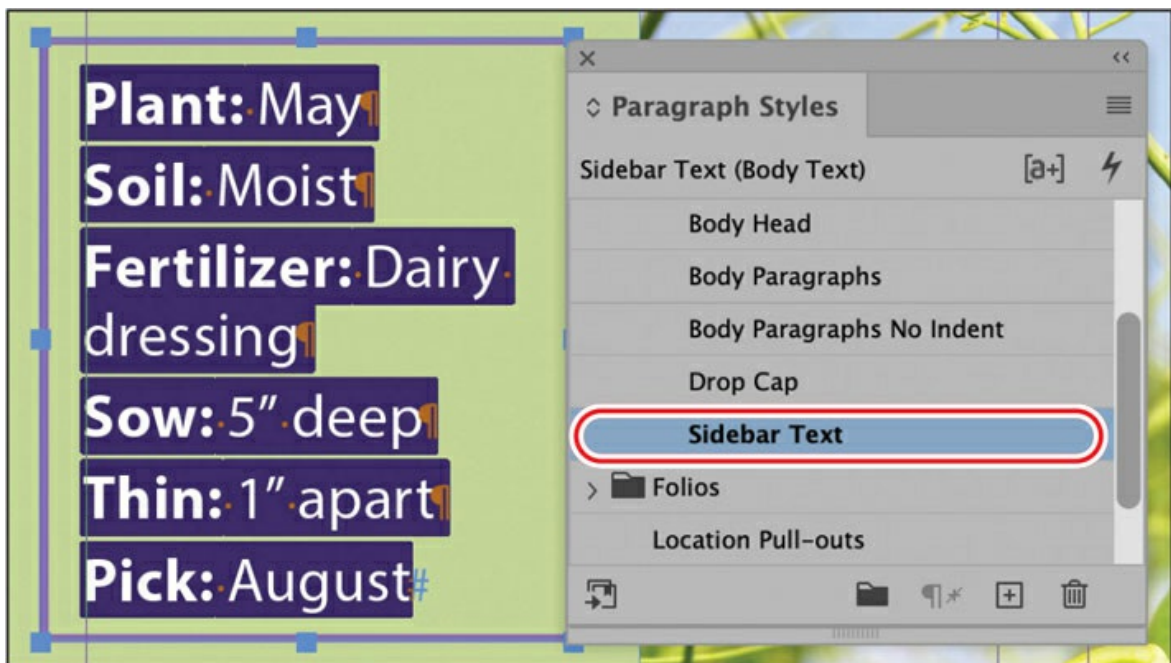 Plant: May¶
Soil: Moist¶
Fertilizer: Dairy
dressing¶
Sow: 5” deep¶
Thin: 1” apart¶
Pick: August#
Paragraph Styles
Sidebar Text (Body Text)
[a+]
Body Head
Body Paragraphs
Body Paragraphs No Indent
Drop Cap
Sidebar Text
Folios
Location Pull-outs